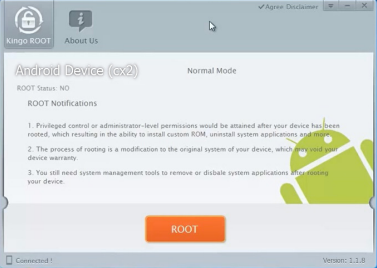 ✓Agree Disclaimer
Kingo ROOT
About Us
Android Device (cx2)
Normal Mode
ROOT Status: NO
ROOT Notifications
1. Privileged control or administrator-level permissions would be attained after your device has been
rooted, which resulting in the ability to install custom ROM, uninstall system applications and more.
2. The process of rooting is a modification to the original system of your device, which may void your
device warranty.
3. You still need system management tools to remove or disbale system applications after rooting
your device.
ROOT
Connected !
Version: 1.1.8